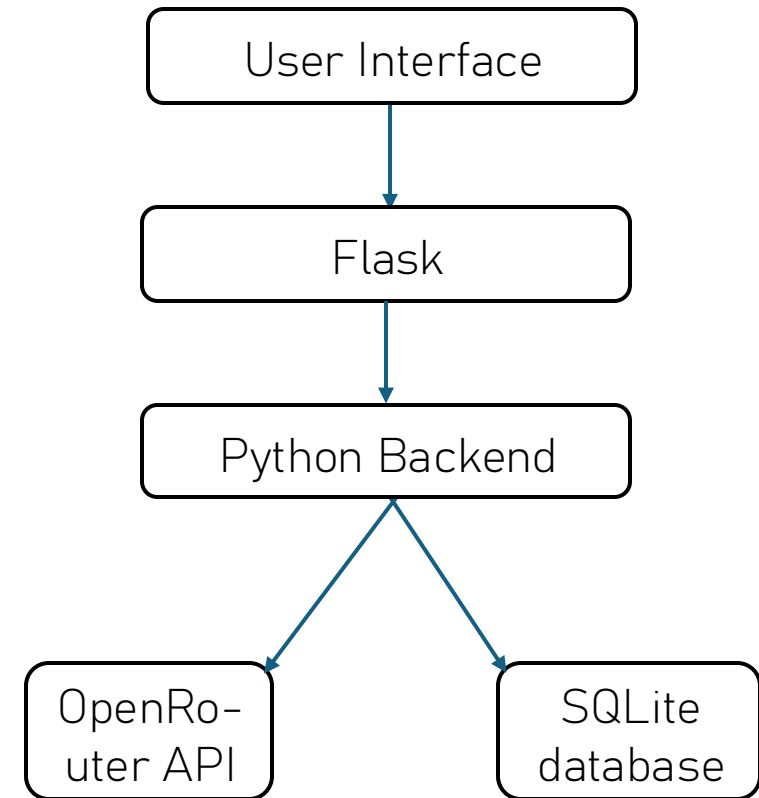 User Interface
Flask
Python Backend
OpenRo-
uter API
SQLite
database